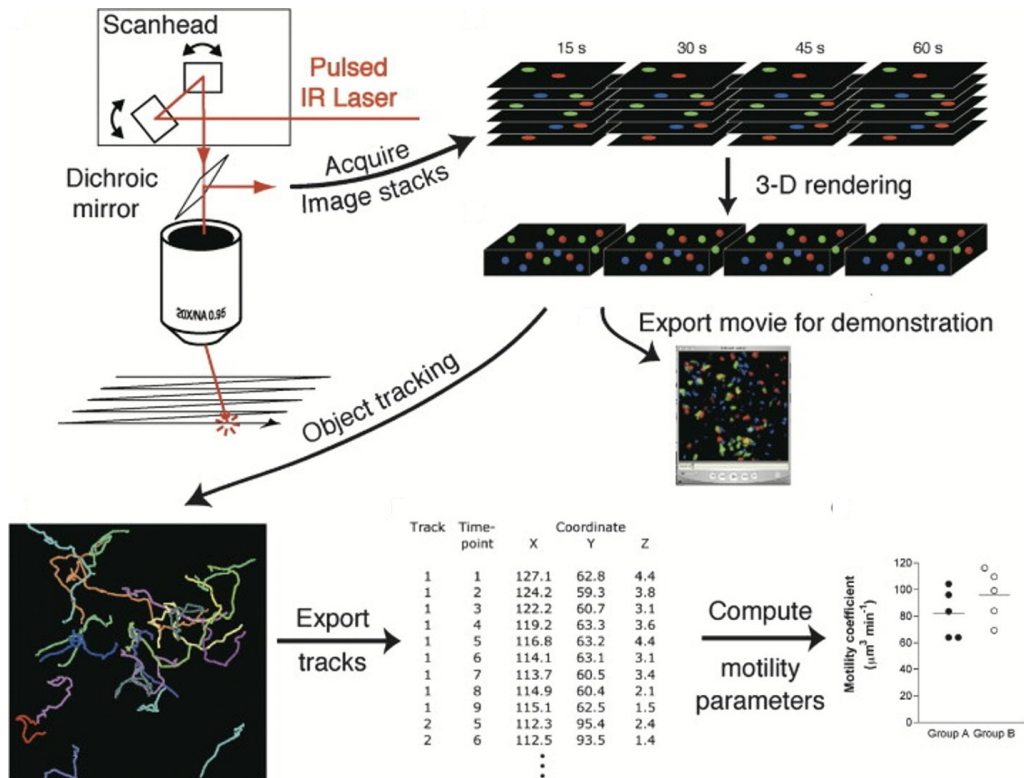 Scanhead
Pulsed
IR Laser
Dichroic
mirror
20X/NA 0.95
Acquire
Image stacks
15 s 30 s 45 s 60 s
3-D rendering
Export movie for demonstration
Object tracking
Export
tracks
Track Time- Coordinate
point X Y Z
1 1 127.1 62.8 4.4
1 2 124.2 59.3 3.8
1 3 122.2 60.7 3.1
1 4 119.2 63.3 3.6
1 5 116.8 63.2 4.4
1 6 114.1 63.1 3.1
1 7 113.7 60.5 3.4
1 8 114.9 60.4 2.1
1 9 115.1 62.5 1.5
2 5 112.3 95.4 2.4
2 6 112.5 93.5 1.4
Compute
motility
parameters
Motility coefficient
(µm³ min⁻¹)
120
100
80
60
40
20
0
Group A Group B